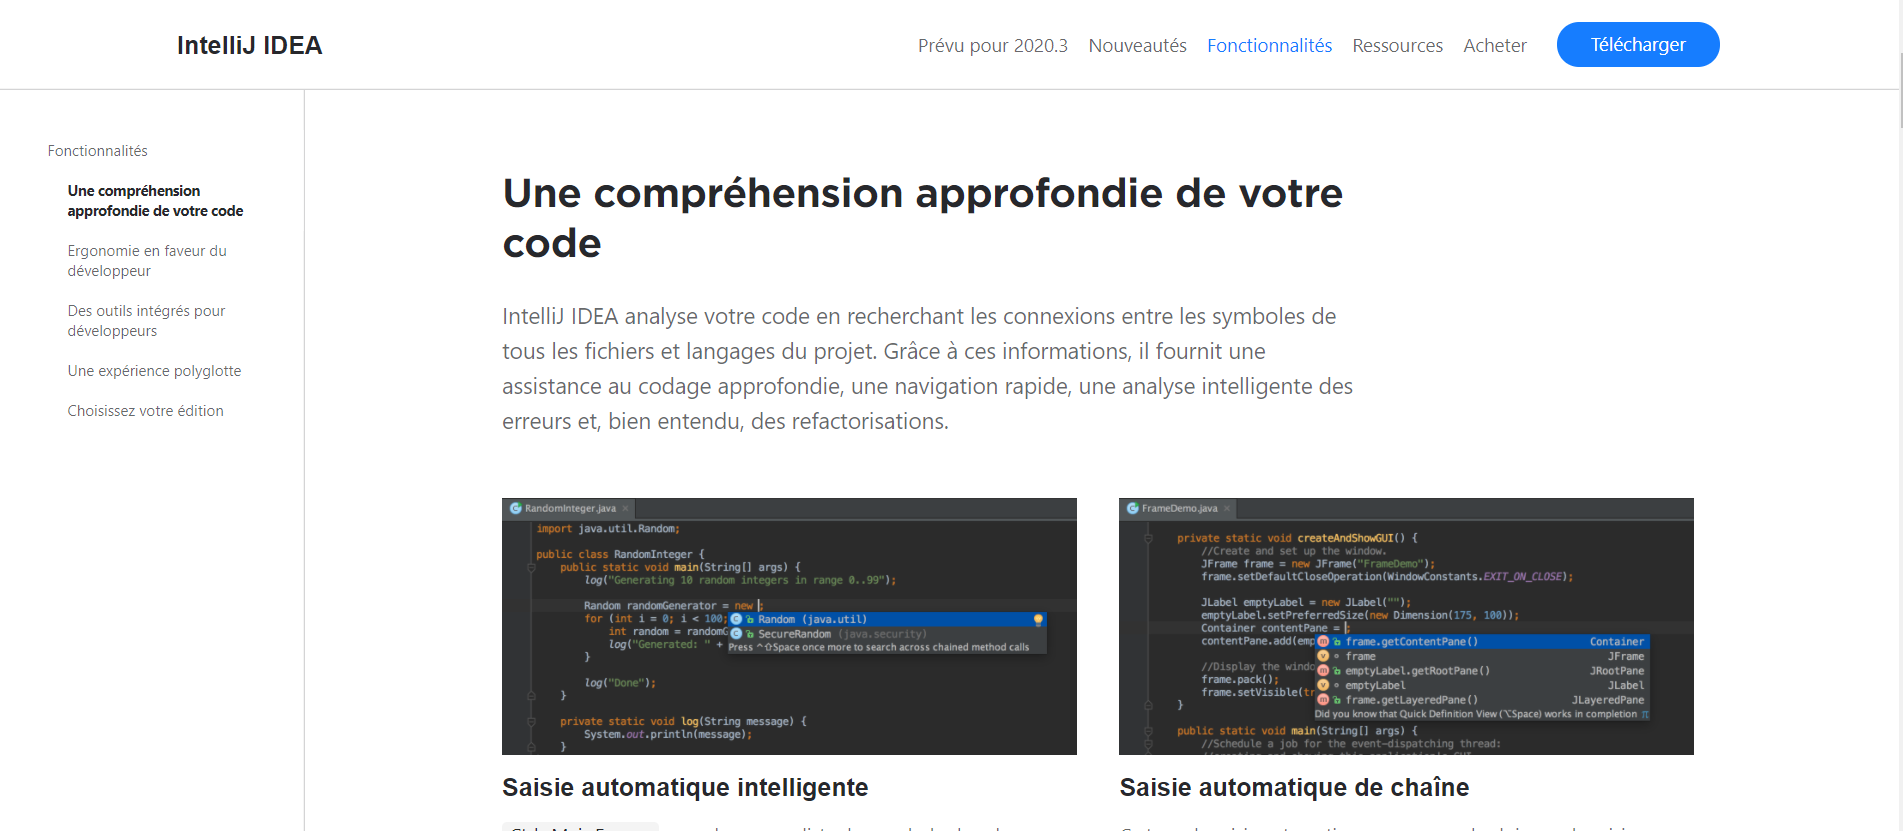 IntelliJ IDEA
Prévu pour 2020.3 Nouveautés Fonctionnalités Ressources Acheter Télécharger
Fonctionnalités
Une compréhension
approfondie de votre code
Ergonomie en faveur du
développeur
Des outils intégrés pour
développeurs
Une expérience polyglotte
Choisissez votre édition
Une compréhension approfondie de votre
code
IntelliJ IDEA analyse votre code en recherchant les connexions entre les symboles de
tous les fichiers et langages du projet. Grâce à ces informations, il fournit une
assistance au codage approfondie, une navigation rapide, une analyse intelligente des
erreurs et, bien entendu, des refactorisations.
RandomInteger.java
import java.util.Random;
public class RandomInteger {
public static void main(String[] args) {
log("Generating 10 random integers in range 0..99");
Random randomGenerator = new ;
for (int i = 0; i < 100;
int random = randomG
log("Generated: " +
}
log("Done");
}
private static void log(String message) {
System.out.println(message);
}
Random (java.util)
SecureRandom (java.security)
Press ^⇧Space once more to search across chained method calls
Saisie automatique intelligente
FrameDemo.java
private static void createAndShowGUI() {
//Create and set up the window.
JFrame frame = new JFrame("FrameDemo");
frame.setDefaultCloseOperation(WindowConstants.EXIT_ON_CLOSE);
JLabel emptyLabel = new JLabel("");
emptyLabel.setPreferredSize(new Dimension(175, 100));
Container contentPane = ;
contentPane.add(emp
//Display the windo
frame.pack();
frame.setVisible(tr
}
public static void main(String[] args) {
//Schedule a job for the event-dispatching thread:
frame.getContentPane() Container
frame JFrame
emptyLabel.getRootPane() JRootPane
emptyLabel JLabel
frame.getLayeredPane() JLayeredPane
Did you know that Quick Definition View (⌥Space) works in completion π
Saisie automatique de chaîne